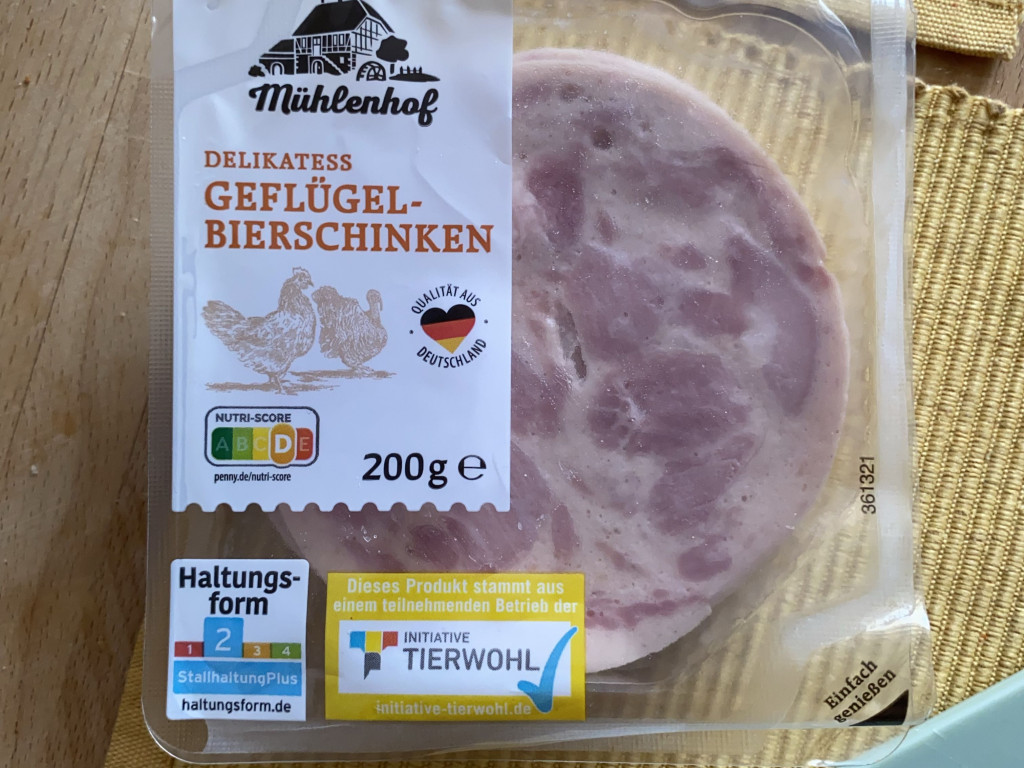 Mühlenhof
DELIKATESS
GEFLÜGEL-
BIERSCHINKEN
QUALITÄT AUS
DEUTSCHLAND
NUTRI-SCORE
ABCDE
penny.de/nutri-score
200g ℮
361321
Haltungs-
form
1 2 3 4
StallhaltungPlus
haltungsform.de
Dieses Produkt stammt aus
einem teilnehmenden Betrieb der
INITIATIVE
TIERWOHL
initiative-tierwohl.de
Einfach
genießen